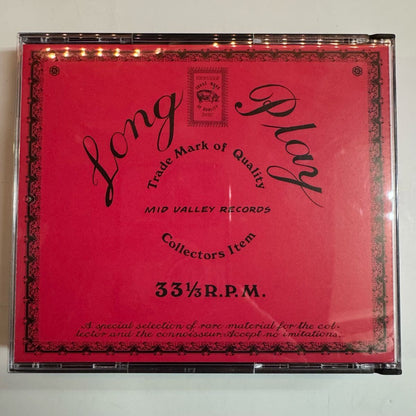 Long Play
Trade Mark of Quality
MID VALLEY RECORDS
Collectors Item
33⅓ R.P.M.
A special selection of rare material for the col-
lector and the connoisseur. Accept no imitations.